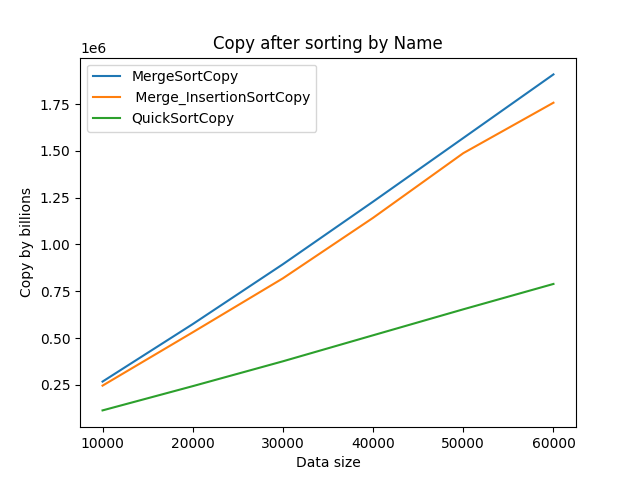 Copy after sorting by Name
1e6
MergeSortCopy
Merge_InsertionSortCopy
QuickSortCopy
1.75
1.50
1.25
1.00
0.75
0.50
0.25
Copy by billions
10000 20000 30000 40000 50000 60000
Data size